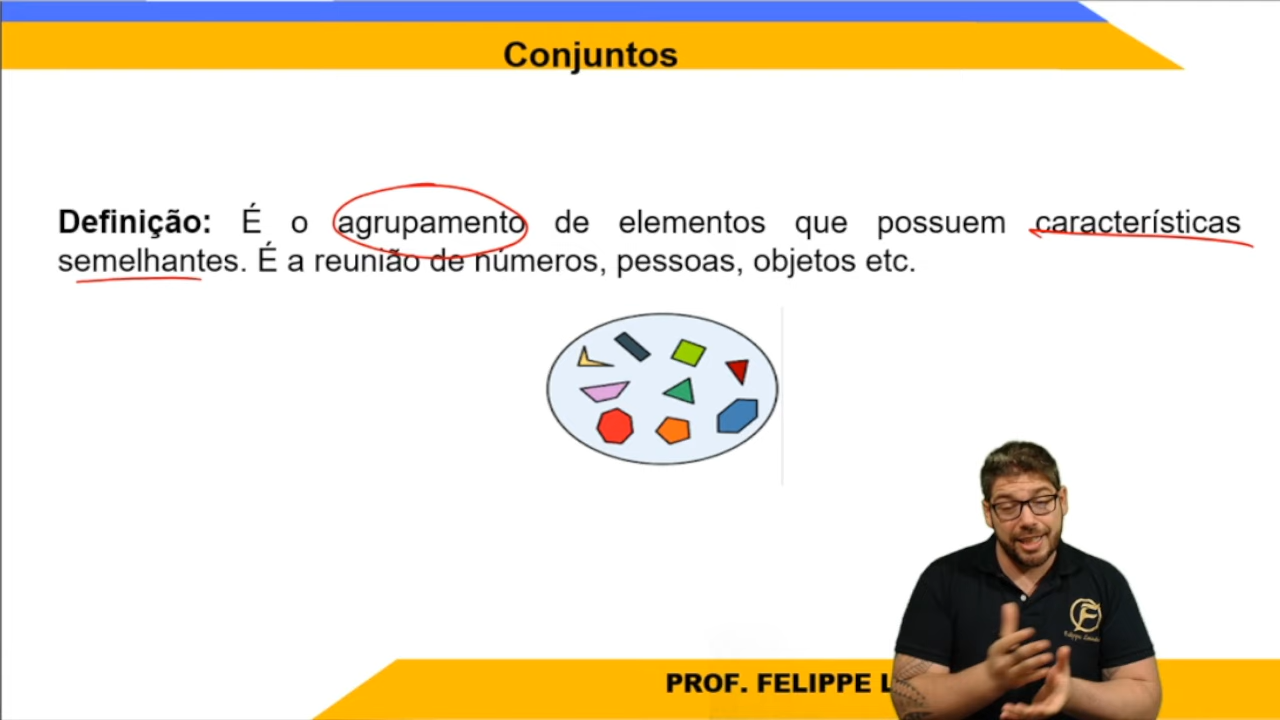 Conjuntos
Definição: É o agrupamento de elementos que possuem características
semelhantes. É a reunião de números, pessoas, objetos etc.
PROF. FELIPPE L